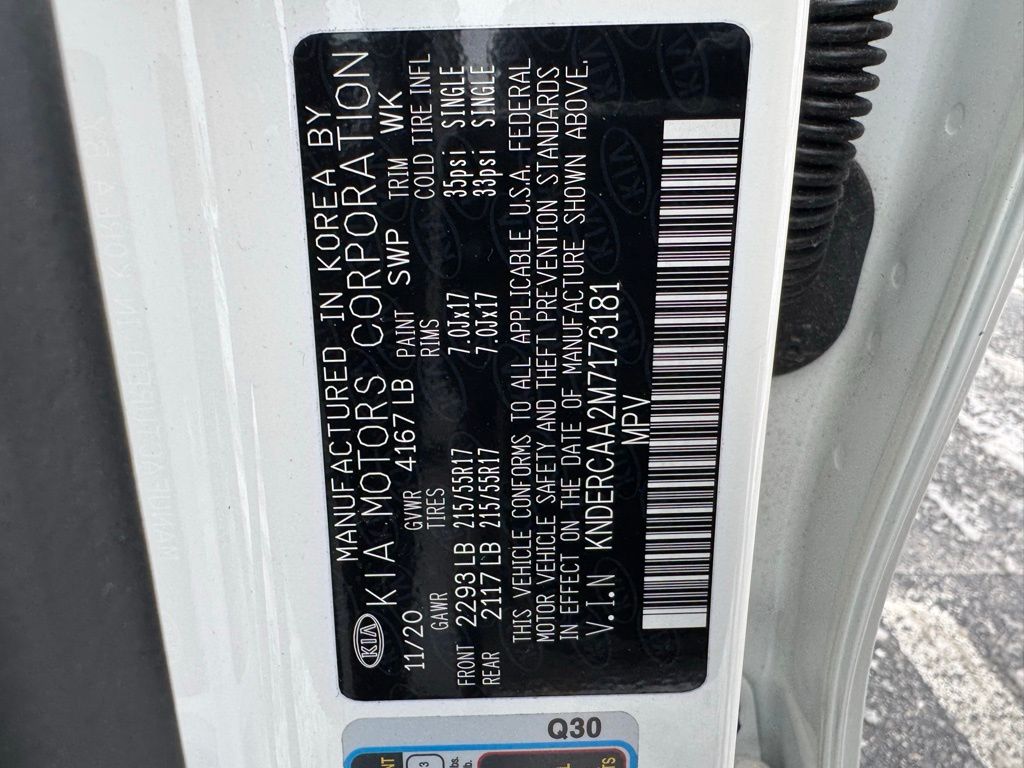 MANUFACTURED IN KOREA BY
KIA KIA MOTORS CORPORATION
11/20 GVWR 4167 LB PAINT SWP TRIM WK
GAWR TIRES RIMS COLD TIRE INFL
FRONT 2293 LB 215/55R17 7.0Jx17 35psi SINGLE
REAR 2117 LB 215/55R17 7.0Jx17 33psi SINGLE
THIS VEHICLE CONFORMS TO ALL APPLICABLE U.S.A. FEDERAL
MOTOR VEHICLE SAFETY AND THEFT PREVENTION STANDARDS
IN EFFECT ON THE DATE OF MANUFACTURE SHOWN ABOVE.
V.I.N KNDERCAA2M7173181
MPV
Q30